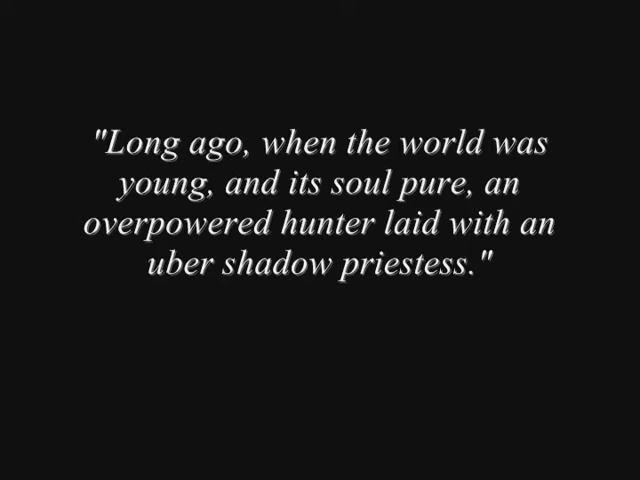 "Long ago, when the world was
young, and its soul pure, an
overpowered hunter laid with an
uber shadow priestess."